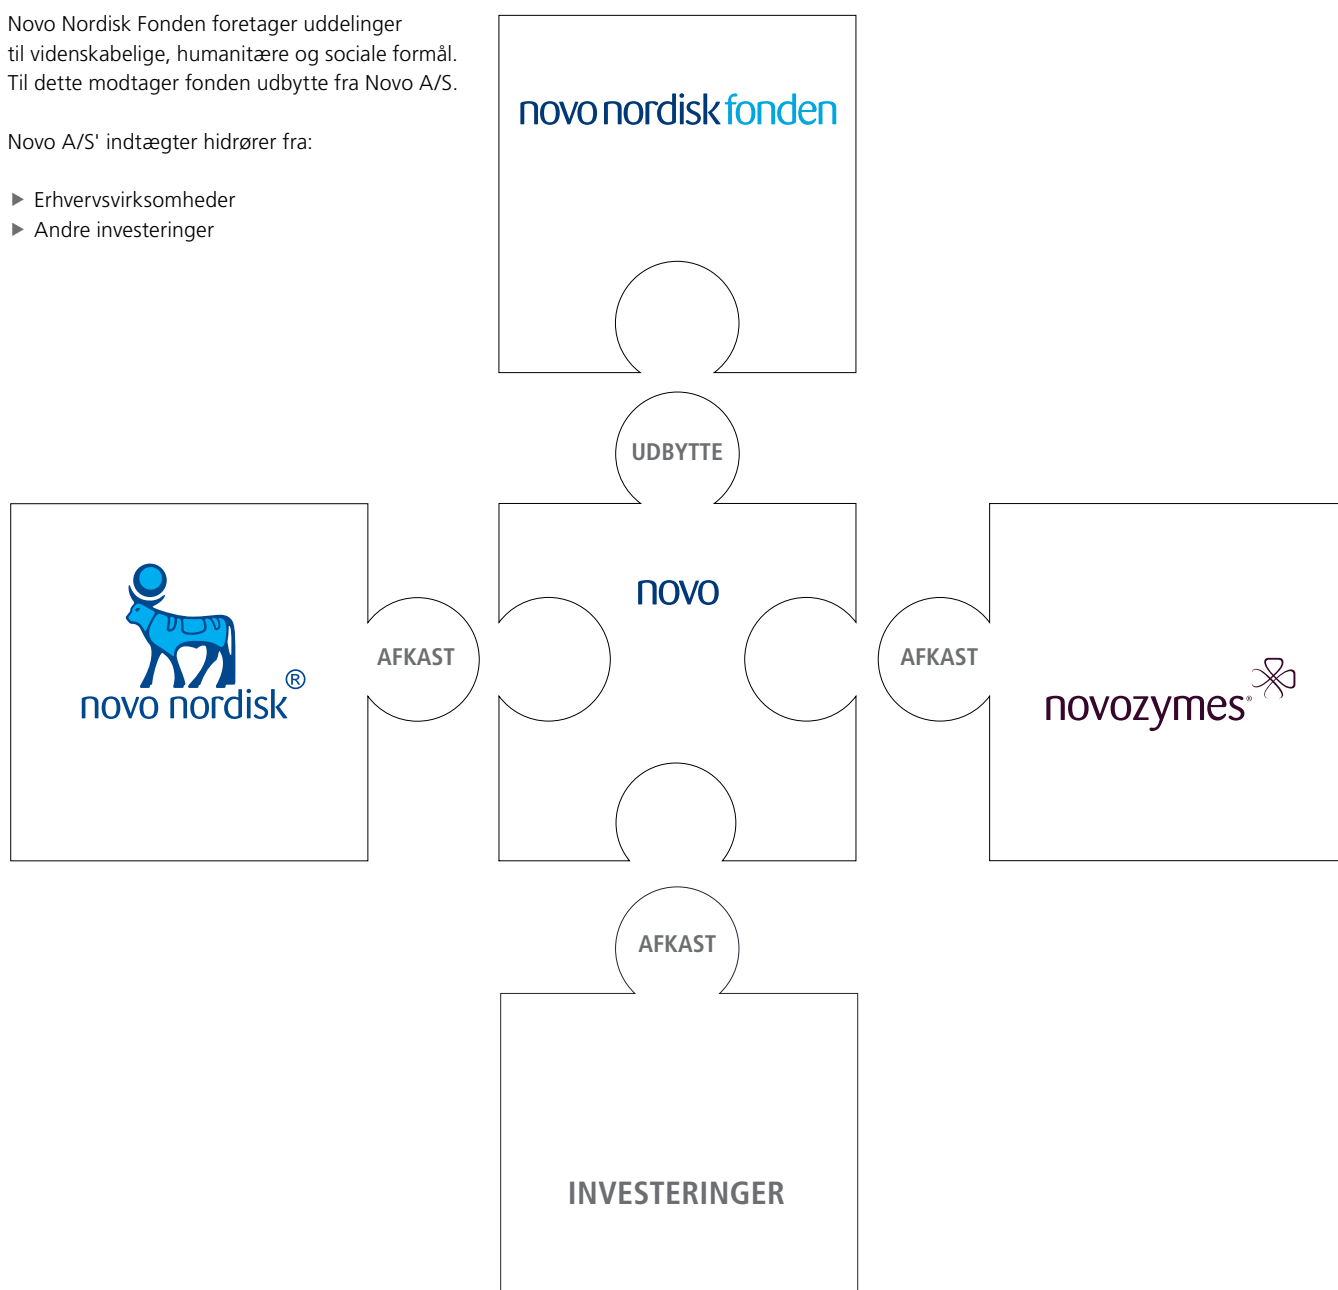 Novo Nordisk Fonden foretager uddelinger
til videnskabelige, humanitære og sociale formål.
Til dette modtager fonden udbytte fra Novo A/S.
Novo A/S' indtægter hidrører fra:
▶ Erhvervsvirksomheder
▶ Andre investeringer
novo nordisk fonden
UDBYTTE
novo
novo nordisk®
AFKAST
AFKAST
novozymes®
AFKAST
INVESTERINGER